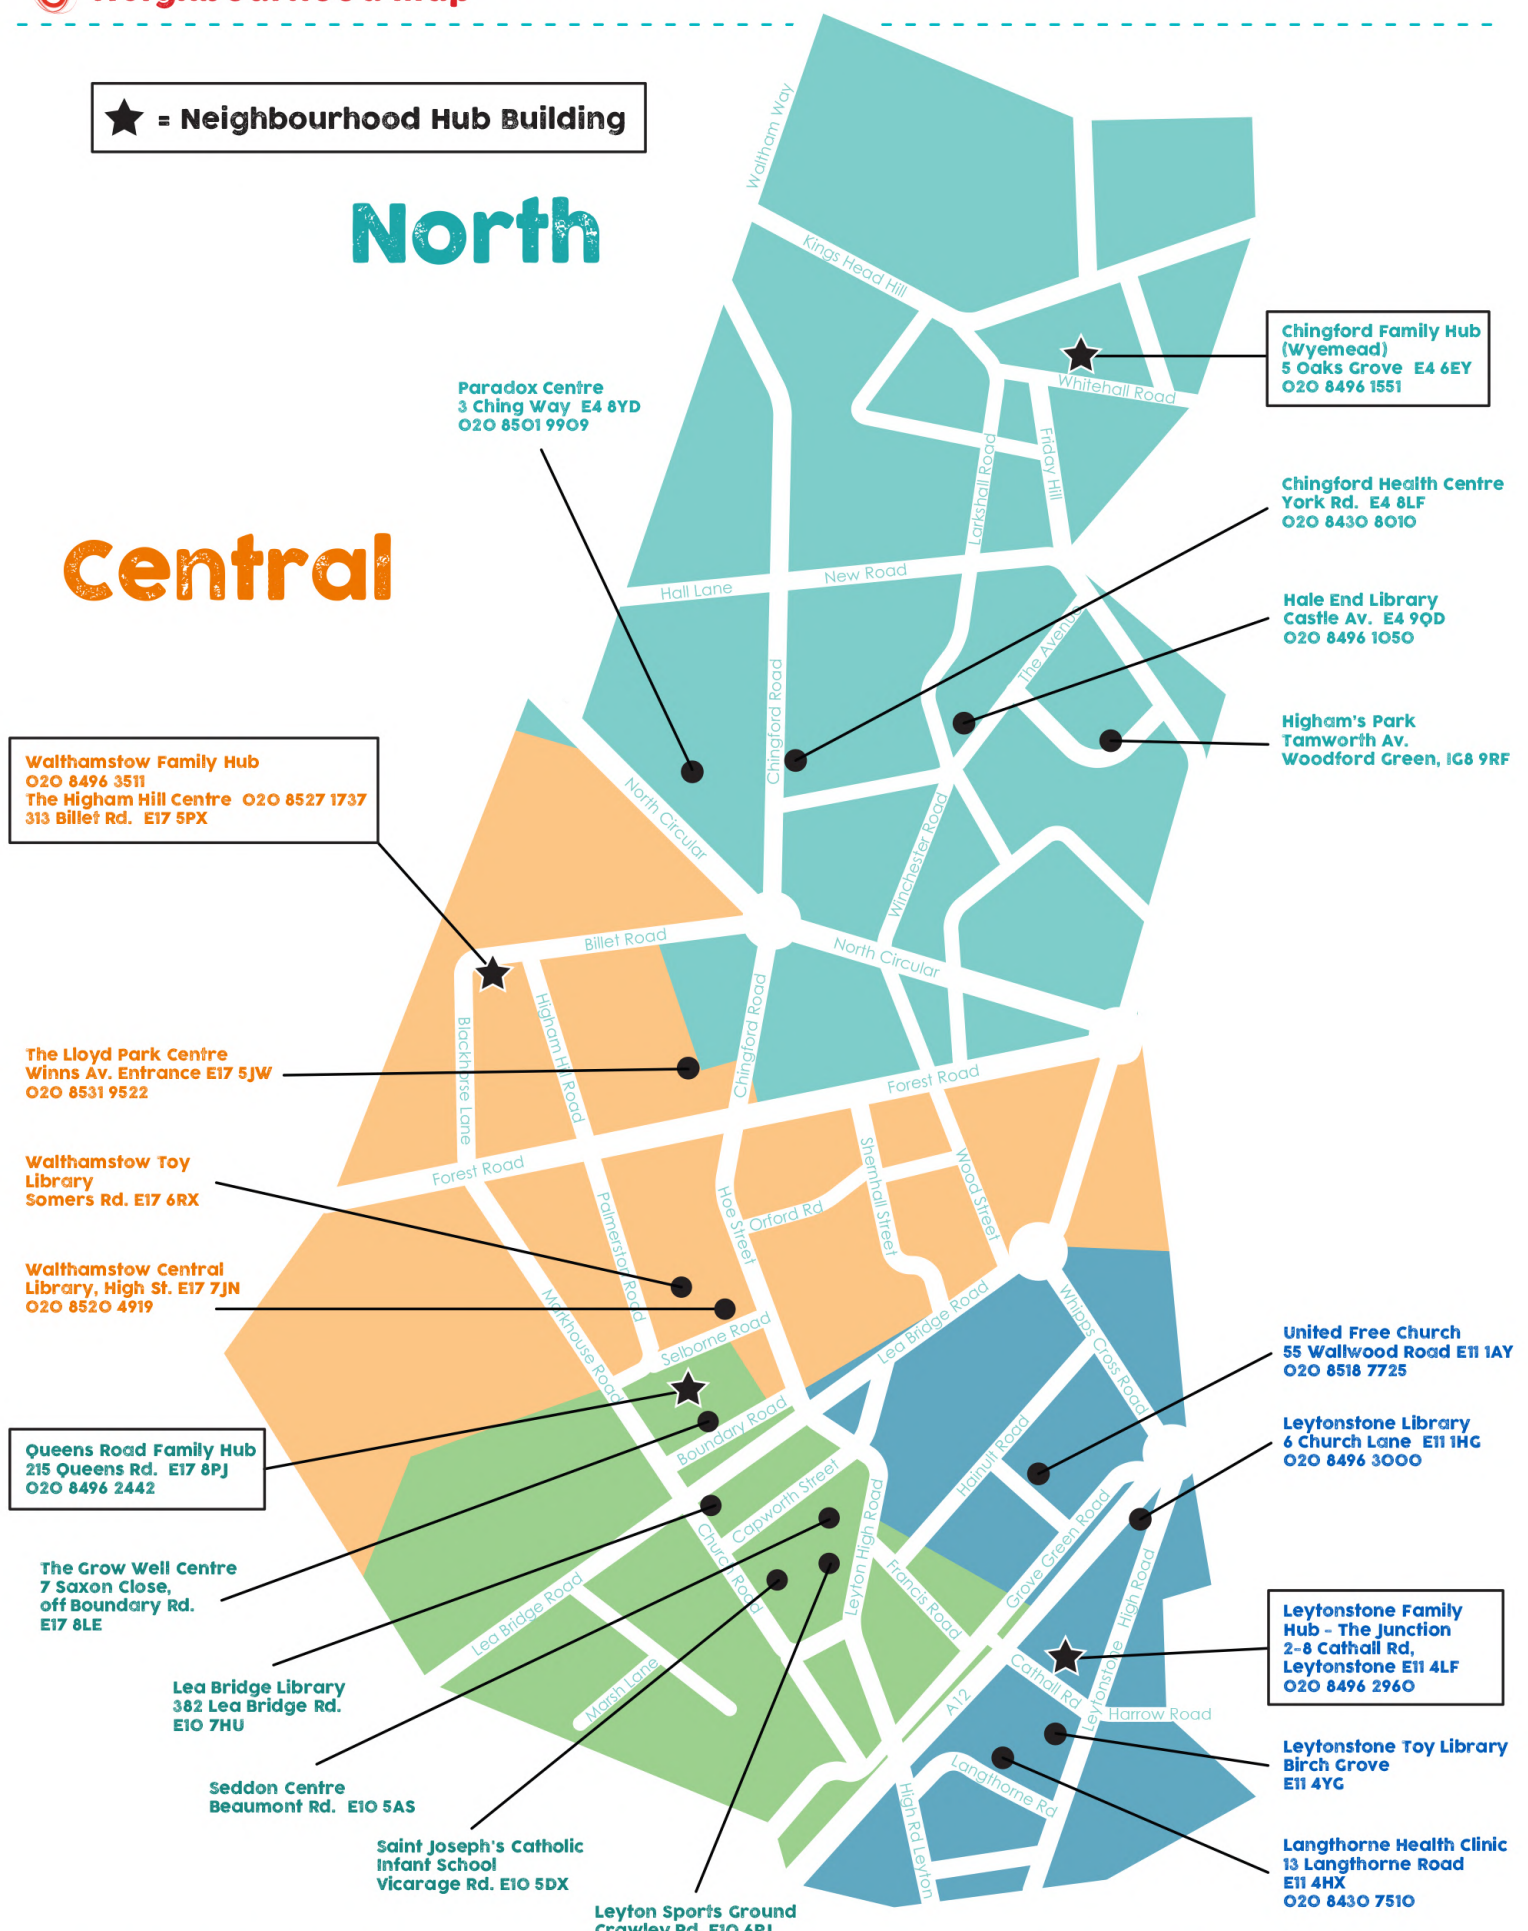 Neighbourhood Map
= Neighbourhood Hub Building
North
Central
Waltham Way
Kings Head Hill
Whitehall Road
Larkshall Road
Friday Hill
Hall Lane
New Road
The Avenue
Chingford Road
North Circular
Winchester Road
North Circular
Billet Road
Blackhorse Lane
Higham Hill Road
Chingford Road
Forest Road
Forest Road
Palmerston Road
Hoe Street
Orford Rd
Shernhall Street
Wood Street
Markhouse Road
Selborne Road
Lea Bridge Road
Whipps Cross Road
Boundary Road
Capworth Street
Hainult Road
Church Road
Leyton High Road
Grove Green Road
Francis Road
Lea Bridge Road
Marsh Lane
Leytonstone High Road
Cathall Rd
A12
Harrow Road
Langthorne Rd
High Rd Leyton
Chingford Family Hub
(Wyemead)
5 Oaks Grove E4 6EY
020 8496 1551
Paradox Centre
3 Ching Way E4 8YD
020 8501 9909
Chingford Health Centre
York Rd. E4 8LF
020 8430 8010
Hale End Library
Castle Av. E4 9QD
020 8496 1050
Higham's Park
Tamworth Av.
Woodford Green, IG8 9RF
Walthamstow Family Hub
020 8496 3511
The Higham Hill Centre 020 8527 1737
313 Billet Rd. E17 5PX
The Lloyd Park Centre
Winns Av. Entrance E17 5JW
020 8531 9522
Walthamstow Toy
Library
Somers Rd. E17 6RX
Walthamstow Central
Library, High St. E17 7JN
020 8520 4919
United Free Church
55 Wallwood Road E11 1AY
020 8518 7725
Leytonstone Library
6 Church Lane E11 1HG
020 8496 3000
Queens Road Family Hub
215 Queens Rd. E17 8PJ
020 8496 2442
The Grow Well Centre
7 Saxon Close,
off Boundary Rd.
E17 8LE
Leytonstone Family
Hub - The Junction
2-8 Cathall Rd,
Leytonstone E11 4LF
020 8496 2960
Lea Bridge Library
382 Lea Bridge Rd.
E10 7HU
Leytonstone Toy Library
Birch Grove
E11 4YG
Seddon Centre
Beaumont Rd. E10 5AS
Saint Joseph's Catholic
Infant School
Vicarage Rd. E10 5DX
Langthorne Health Clinic
13 Langthorne Road
E11 4HX
020 8430 7510
Leyton Sports Ground
Crawley Rd. E10